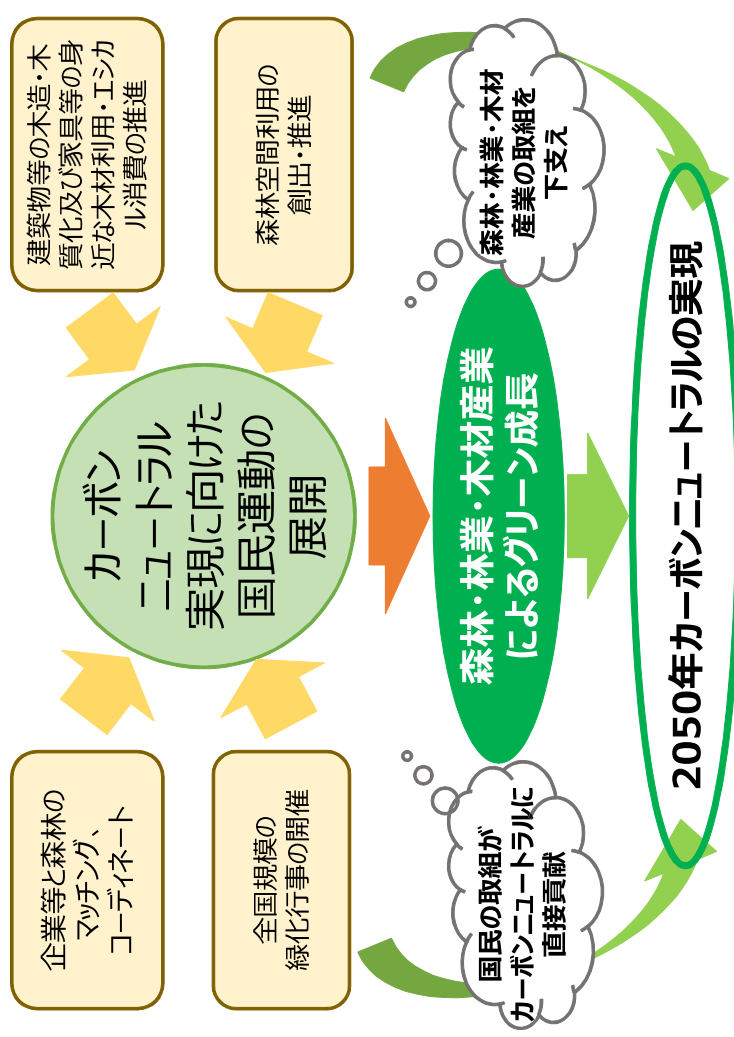 企業等と森林の
マッチング、
コーディネート
建築物等の木造・木
質化及び家具等の身
近な木材利用・エシカ
ル消費の推進
カーボン
ニュートラル
実現に向けた
国民運動の
展開
全国規模の
緑化行事の開催
森林空間利用の
創出・推進
国民の取組が
カーボンニュートラルに
直接貢献
森林・林業・木材産業
によるグリーン成長
森林・林業・木材
産業の取組を
下支え
2050年カーボンニュートラルの実現